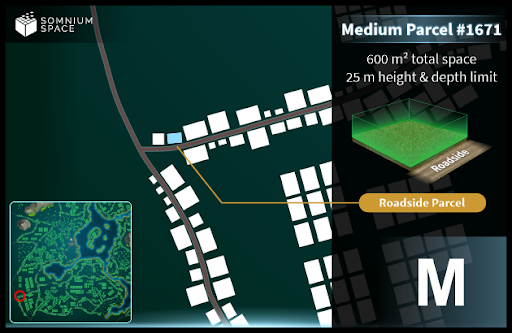 SOMNIUM
SPACE
Medium Parcel #1671
600 m² total space
25 m height & depth limit
Roadside
Roadside Parcel
M